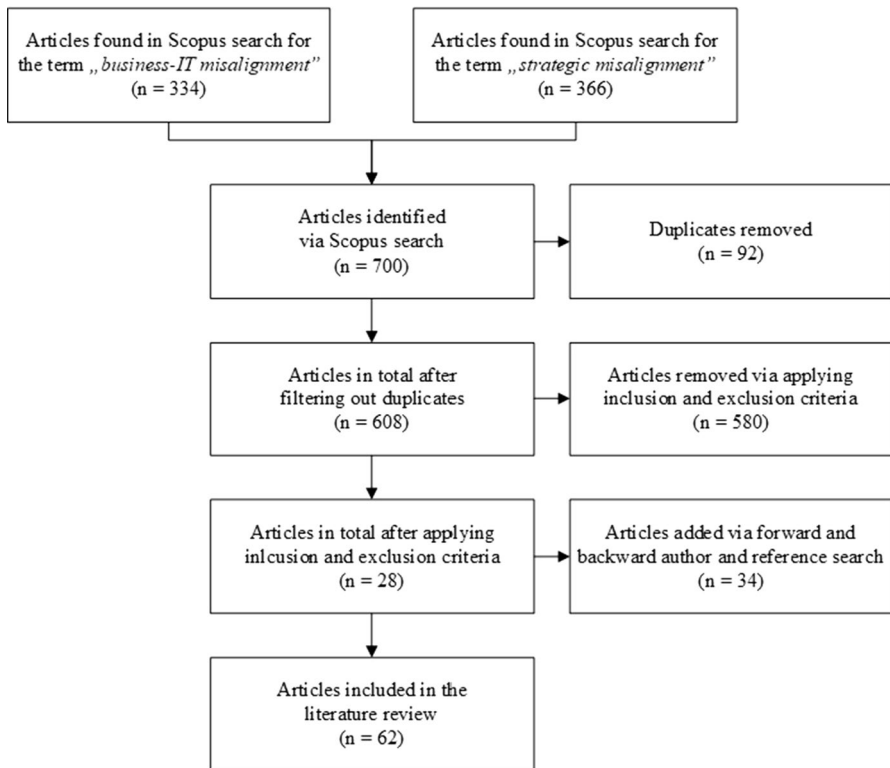 Articles found in Scopus search for
the term „business-IT misalignment”
(n = 334)
Articles found in Scopus search for
the term „strategic misalignment”
(n = 366)
Articles identified
via Scopus search
(n = 700)
Duplicates removed
(n = 92)
Articles in total after
filtering out duplicates
(n = 608)
Articles removed via applying
inclusion and exclusion criteria
(n = 580)
Articles in total after applying
inlcusion and exclusion criteria
(n = 28)
Articles added via forward and
backward author and reference search
(n = 34)
Articles included in the
literature review
(n = 62)